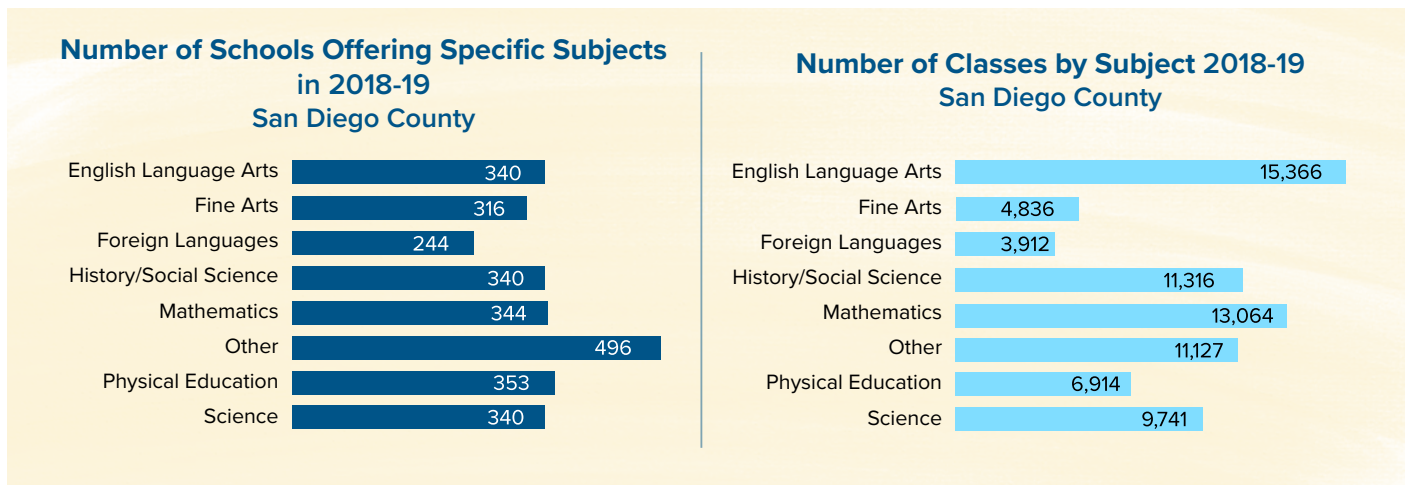 Number of Schools Offering Specific Subjects
in 2018-19
San Diego County
English Language Arts 340
Fine Arts 316
Foreign Languages 244
History/Social Science 340
Mathematics 344
Other 496
Physical Education 353
Science 340
Number of Classes by Subject 2018-19
San Diego County
English Language Arts 15,366
Fine Arts 4,836
Foreign Languages 3,912
History/Social Science 11,316
Mathematics 13,064
Other 11,127
Physical Education 6,914
Science 9,741